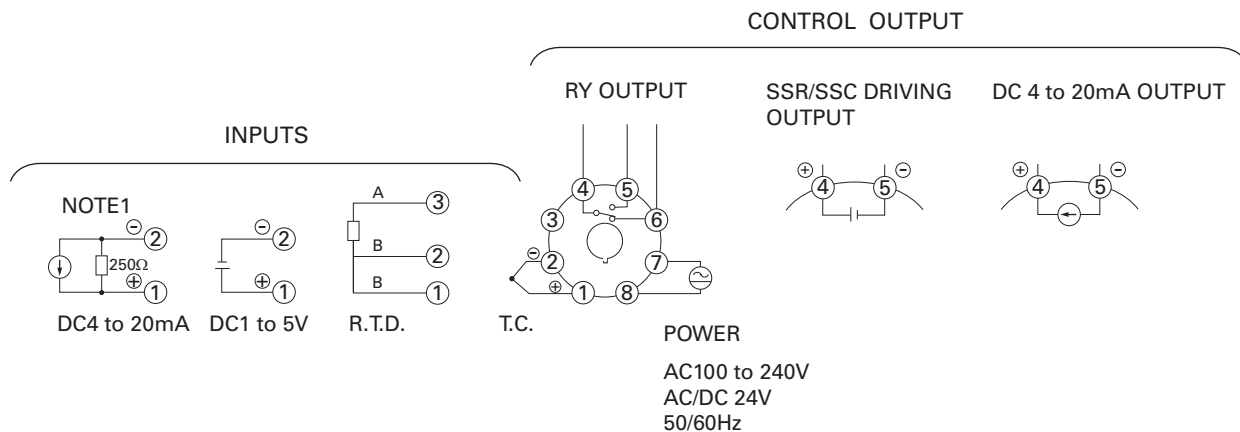 CONTROL OUTPUT
RY OUTPUT
SSR/SSC DRIVING
OUTPUT
DC 4 to 20mA OUTPUT
INPUTS
NOTE1
⊖
2
250Ω
⊕
1
DC4 to 20mA
⊖
2
⊕
1
DC1 to 5V
A
3
B
2
B
1
R.T.D.
4
5
3
6
⊖
2
7
⊕
1
8
T.C.
POWER
AC100 to 240V
AC/DC 24V
50/60Hz
⊕
4
5
⊖
⊕
4
5
⊖